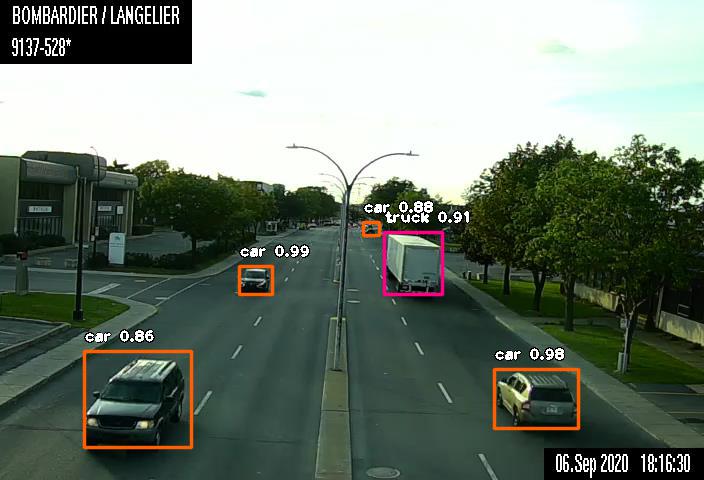 BOMBARDIER / LANGELIER
9137-528*
car 0.88
truck 0.91
car 0.99
car 0.86
car 0.98
06.Sep 2020 18:16:30